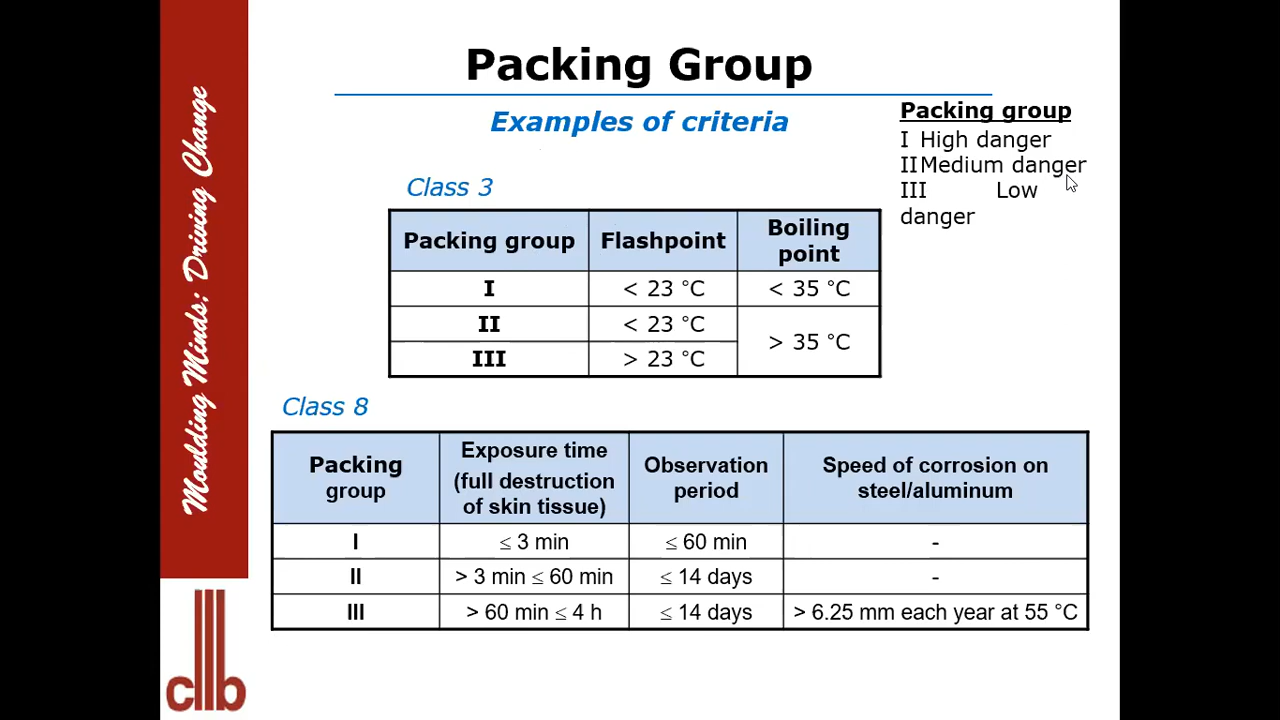 Packing Group
Examples of criteria
Packing group
I High danger
II Medium danger
III Low
danger
Class 3
Packing group Flashpoint Boiling point
I < 23 °C < 35 °C
II < 23 °C > 35 °C
III > 23 °C
Class 8
Packing group Exposure time (full destruction of skin tissue) Observation period Speed of corrosion on steel/aluminum
I ≤ 3 min ≤ 60 min -
II > 3 min ≤ 60 min ≤ 14 days -
III > 60 min ≤ 4 h ≤ 14 days > 6.25 mm each year at 55 °C
Moulding Minds; Driving Change
cllb